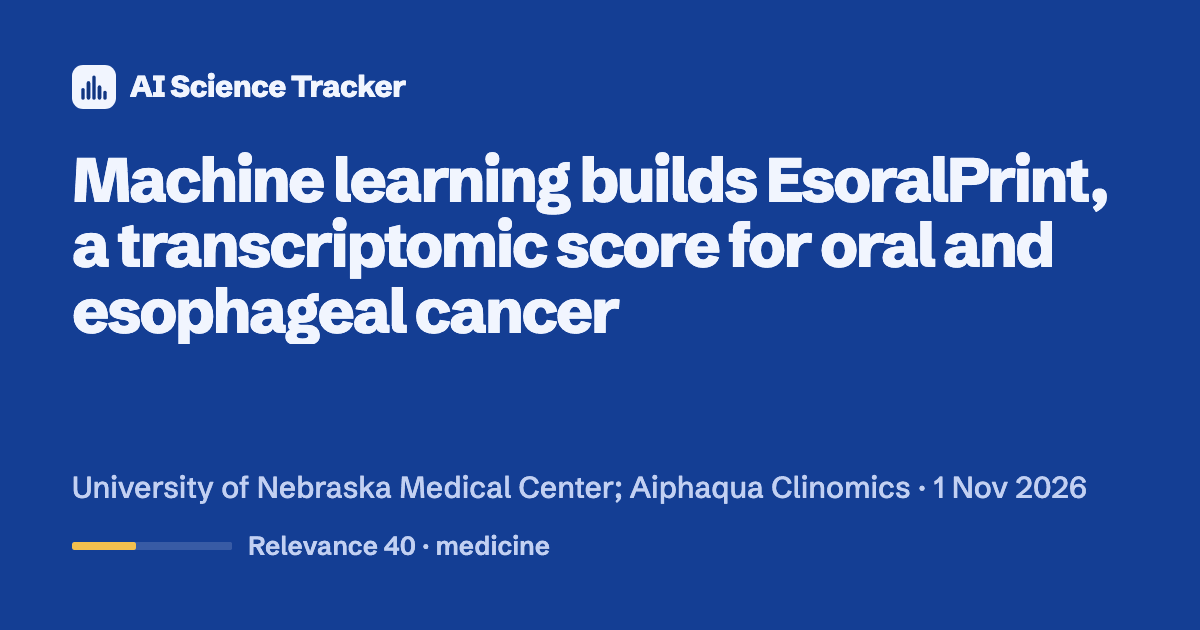 AI Science Tracker
Machine learning builds EsoralPrint,
a transcriptomic score for oral and
esophageal cancer
University of Nebraska Medical Center; Aiphaqua Clinomics · 1 Nov 2026
Relevance 40 · medicine